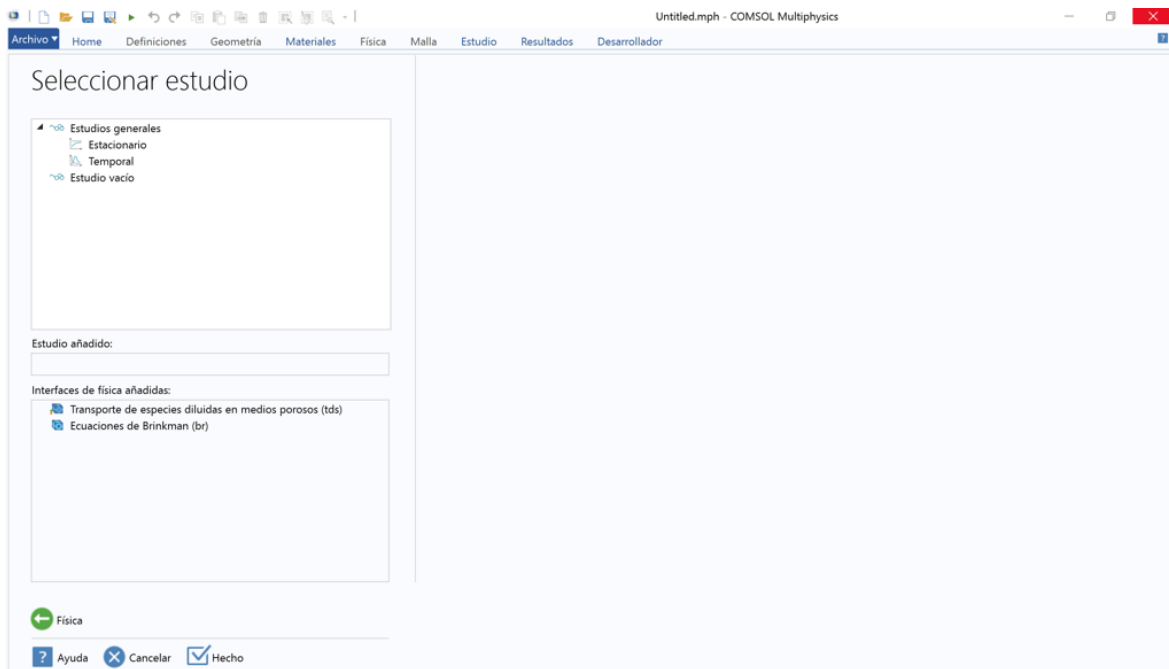 Untitled.mph - COMSOL Multiphysics
Archivo Home Definiciones Geometría Materiales Física Malla Estudio Resultados Desarrollador ?
Seleccionar estudio
Estudios generales
Estacionario
Temporal
Estudio vacío
Estudio añadido:
Interfaces de física añadidas:
Transporte de especies diluidas en medios porosos (tds)
Ecuaciones de Brinkman (br)
Física
? Ayuda Cancelar Hecho